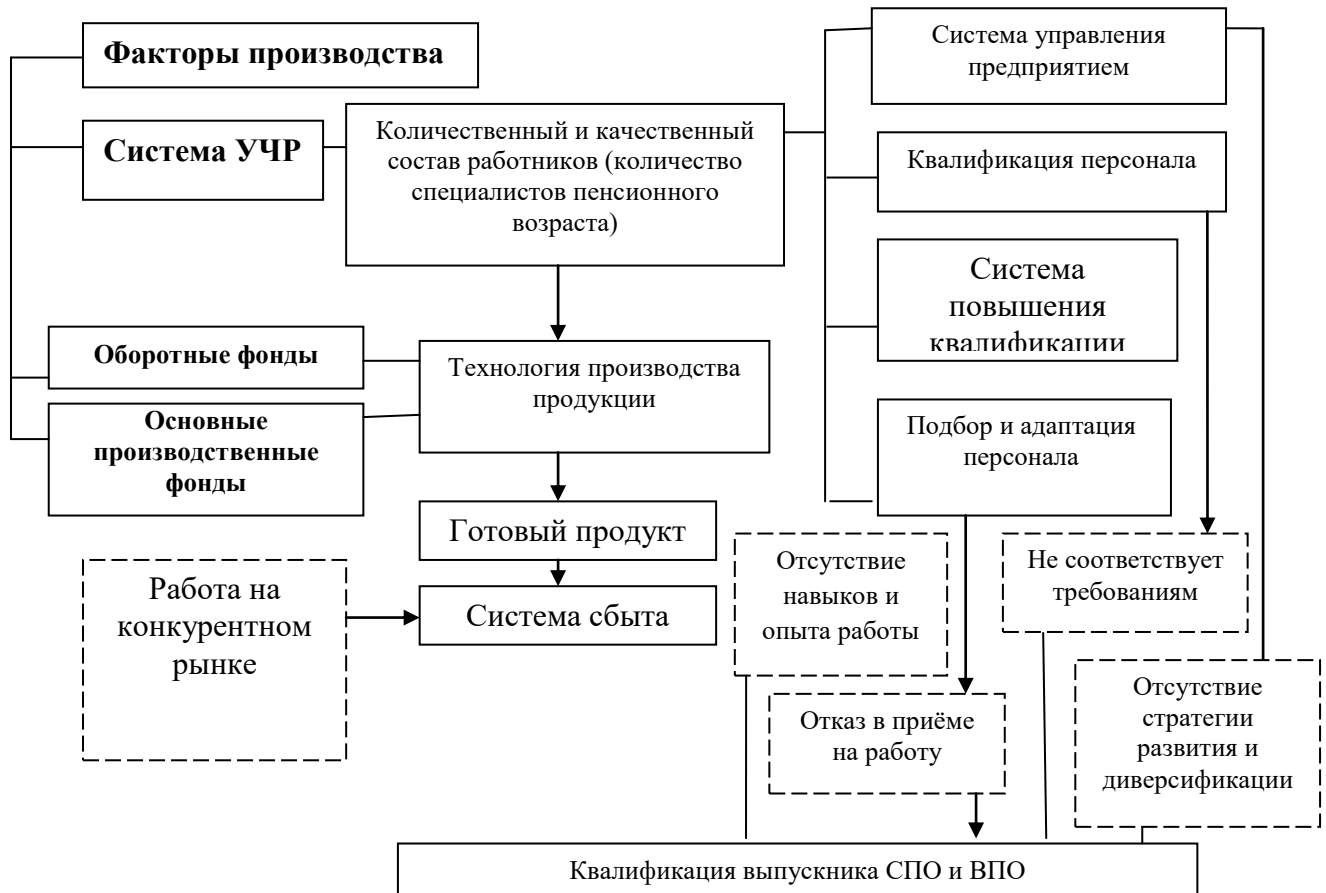 Факторы производства
Система УЧР
Количественный и качественный
состав работников (количество
специалистов пенсионного
возраста)
Система управления
предприятием
Квалификация персонала
Система
повышения
квалификации
Оборотные фонды
Основные
производственные
фонды
Технология производства
продукции
Подбор и адаптация
персонала
Готовый продукт
Система сбыта
Работа на
конкурентном
рынке
Отсутствие
навыков и
опыта работы
Не соответствует
требованиям
Отказ в приёме
на работу
Отсутствие
стратегии
развития и
диверсификации
Квалификация выпускника СПО и ВПО